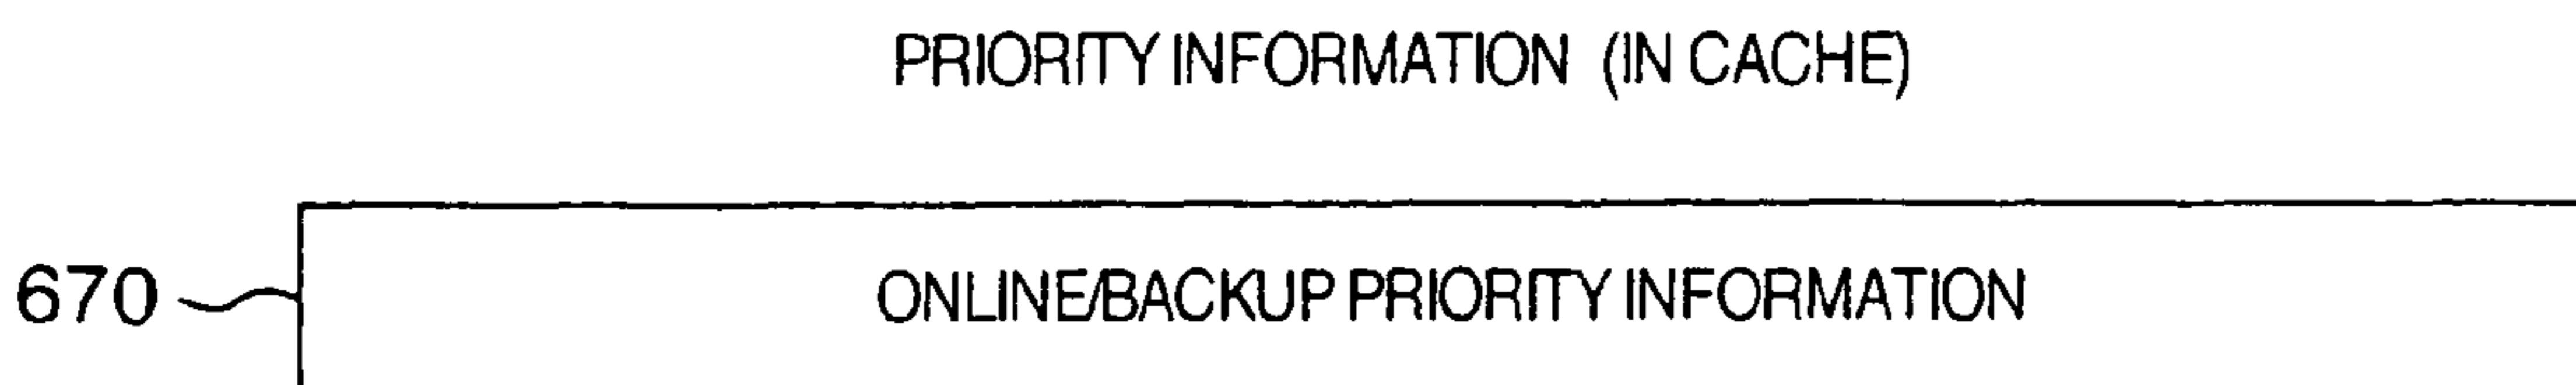 PRIORITY INFORMATION (IN CACHE)
670 ONLINE/BACKUP PRIORITY INFORMATION